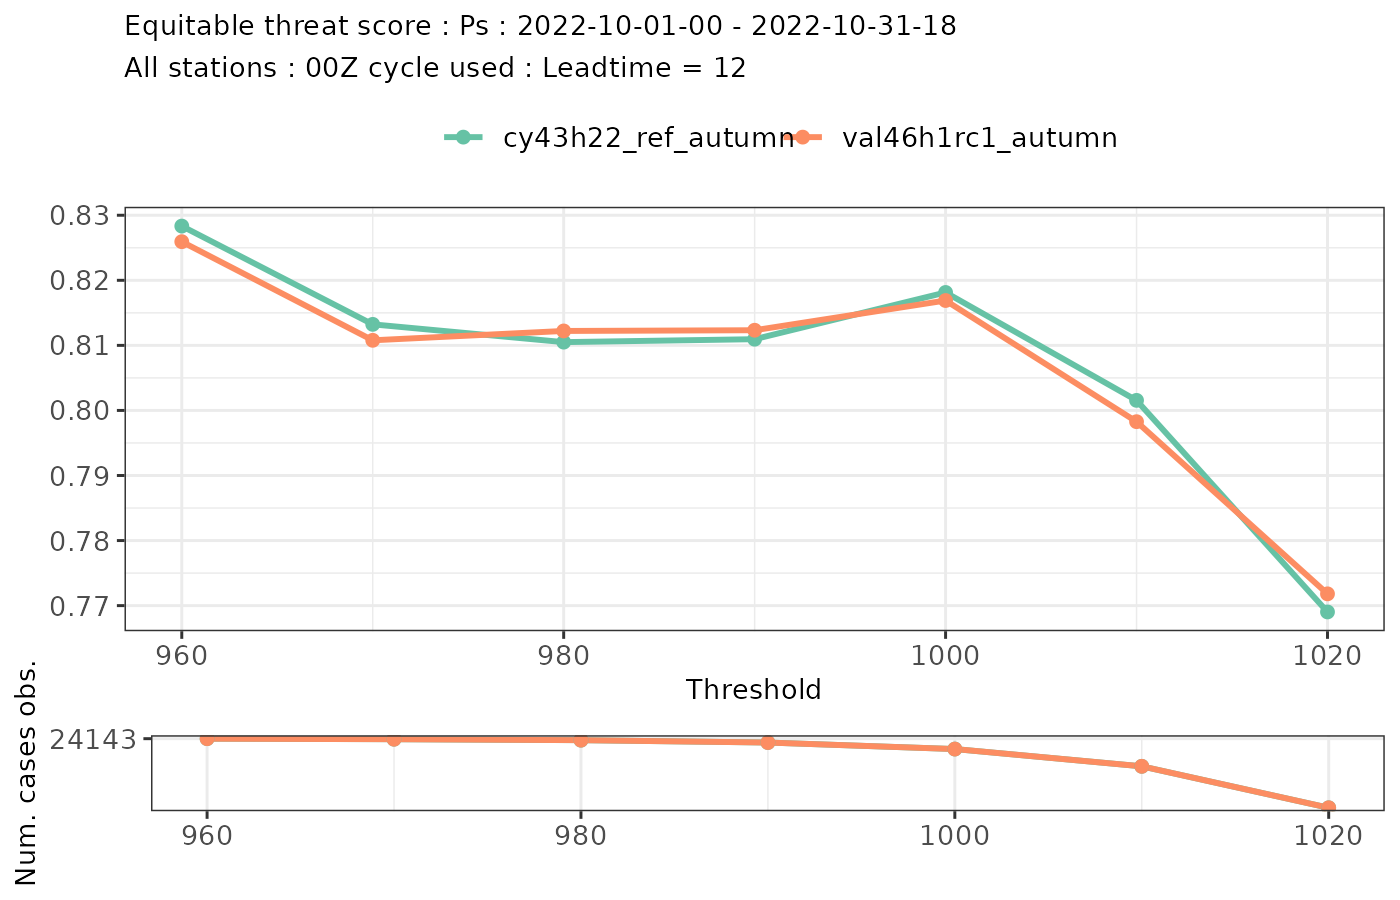 Equitable threat score : Ps : 2022-10-01-00 - 2022-10-31-18
All stations : 00Z cycle used : Leadtime = 12
cy43h22_ref_autumn val46h1rc1_autumn
0.83
0.82
0.81
0.80
0.79
0.78
0.77
960 980 1000 1020
Threshold
Num. cases obs.
24143
960 980 1000 1020